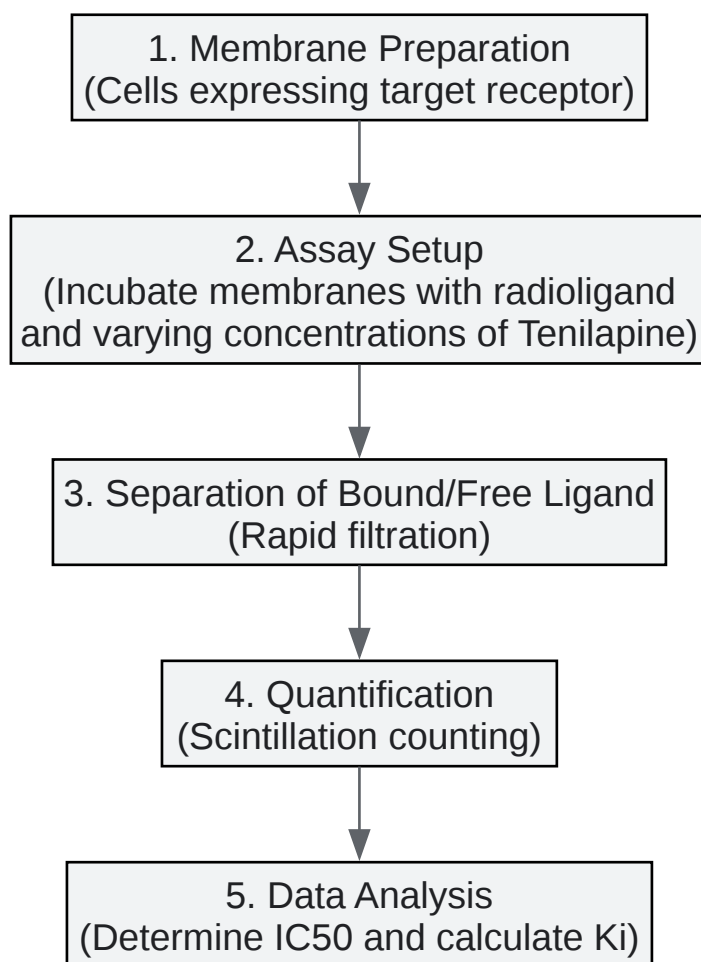 1. Membrane Preparation
(Cells expressing target receptor)
2. Assay Setup
(Incubate membranes with radioligand
and varying concentrations of Tenilapine)
3. Separation of Bound/Free Ligand
(Rapid filtration)
4. Quantification
(Scintillation counting)
5. Data Analysis
(Determine IC50 and calculate Ki)